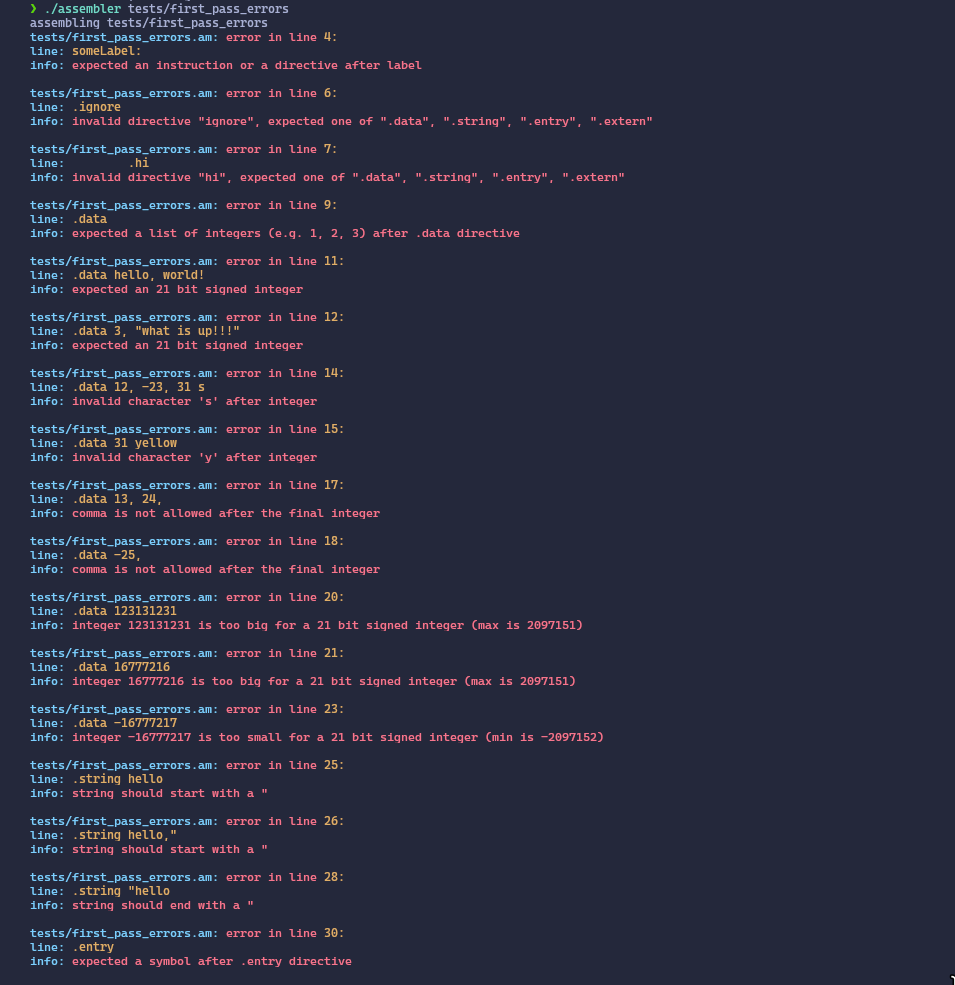 ❯ ./assembler tests/first_pass_errors
assembling tests/first_pass_errors
tests/first_pass_errors.am: error in line 4:
line: someLabel:
info: expected an instruction or a directive after label
tests/first_pass_errors.am: error in line 6:
line: .ignore
info: invalid directive "ignore", expected one of ".data", ".string", ".entry", ".extern"
tests/first_pass_errors.am: error in line 7:
line:         .hi
info: invalid directive "hi", expected one of ".data", ".string", ".entry", ".extern"
tests/first_pass_errors.am: error in line 9:
line: .data
info: expected a list of integers (e.g. 1, 2, 3) after .data directive
tests/first_pass_errors.am: error in line 11:
line: .data hello, world!
info: expected an 21 bit signed integer
tests/first_pass_errors.am: error in line 12:
line: .data 3, "what is up!!!"
info: expected an 21 bit signed integer
tests/first_pass_errors.am: error in line 14:
line: .data 12, -23, 31 s
info: invalid character 's' after integer
tests/first_pass_errors.am: error in line 15:
line: .data 31 yellow
info: invalid character 'y' after integer
tests/first_pass_errors.am: error in line 17:
line: .data 13, 24,
info: comma is not allowed after the final integer
tests/first_pass_errors.am: error in line 18:
line: .data -25,
info: comma is not allowed after the final integer
tests/first_pass_errors.am: error in line 20:
line: .data 123131231
info: integer 123131231 is too big for a 21 bit signed integer (max is 2097151)
tests/first_pass_errors.am: error in line 21:
line: .data 16777216
info: integer 16777216 is too big for a 21 bit signed integer (max is 2097151)
tests/first_pass_errors.am: error in line 23:
line: .data -16777217
info: integer -16777217 is too small for a 21 bit signed integer (min is -2097152)
tests/first_pass_errors.am: error in line 25:
line: .string hello
info: string should start with a "
tests/first_pass_errors.am: error in line 26:
line: .string hello,"
info: string should start with a "
tests/first_pass_errors.am: error in line 28:
line: .string "hello
info: string should end with a "
tests/first_pass_errors.am: error in line 30:
line: .entry
info: expected a symbol after .entry directive